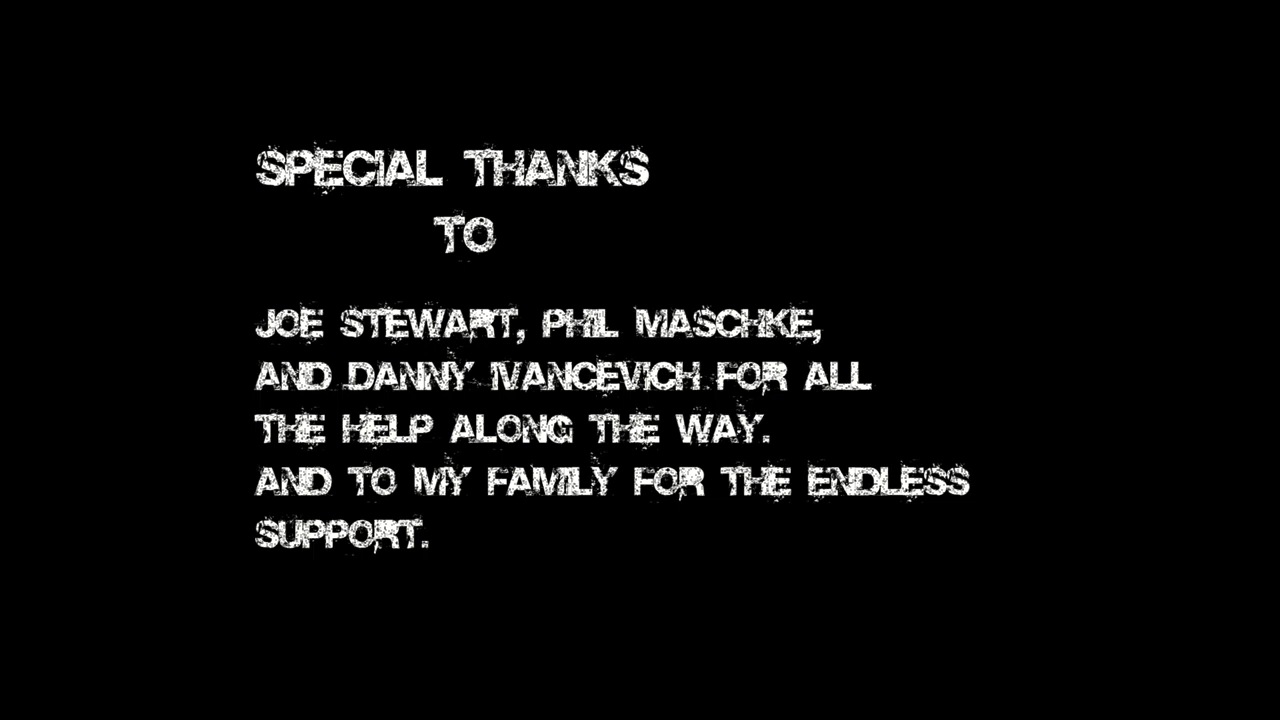 SPECIAL THANKS
TO
JOE STEWART, PHIL MASCHKE,
AND DANNY IVANCEVICH FOR ALL
THE HELP ALONG THE WAY.
AND TO MY FAMILY FOR THE ENDLESS
SUPPORT.